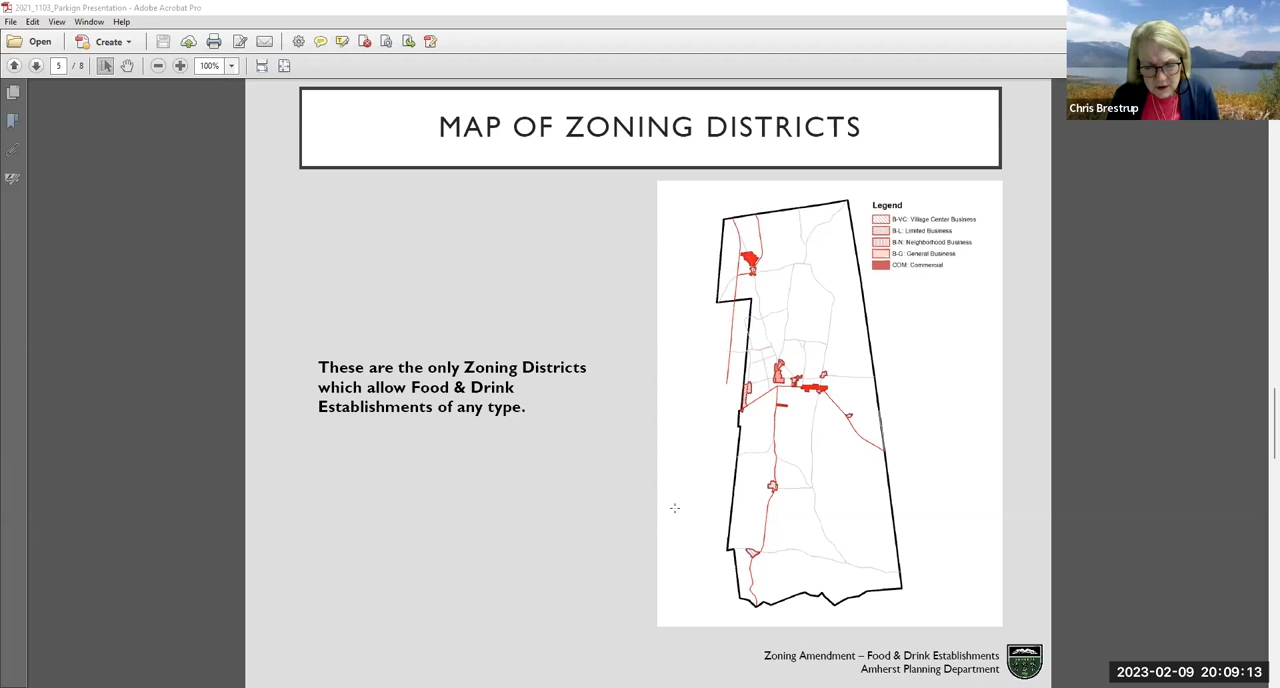 2021_1103_Parkign Presentation - Adobe Acrobat Pro
File Edit View Window Help
Open Create
5 / 8 100%
Chris Brestrup
MAP OF ZONING DISTRICTS
Legend
B-VC: Village Center Business
B-L: Limited Business
B-N: Neighborhood Business
B-G: General Business
COM: Commercial
These are the only Zoning Districts
which allow Food & Drink
Establishments of any type.
Zoning Amendment – Food & Drink Establishments
Amherst Planning Department
2023-02-09 20:09:13